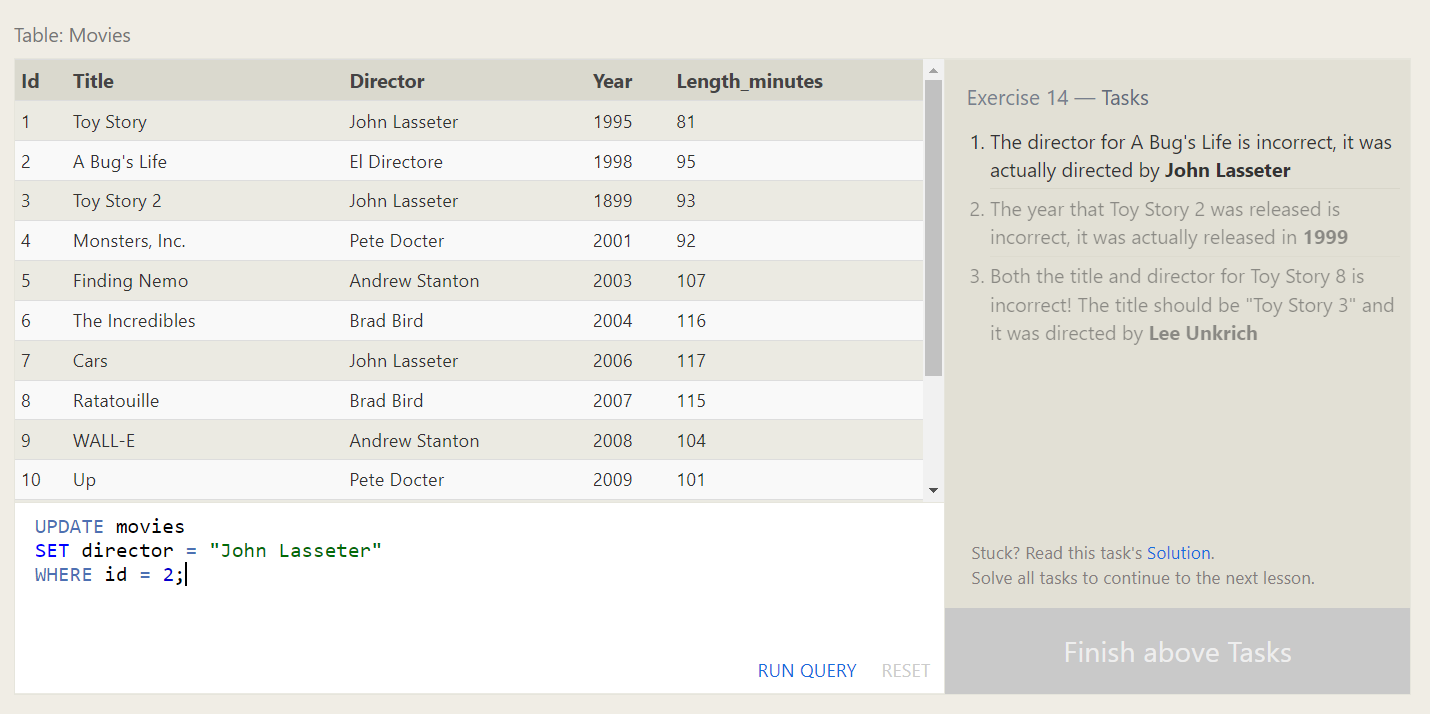 Table: Movies
Id Title Director Year Length_minutes
1 Toy Story John Lasseter 1995 81
2 A Bug's Life El Directore 1998 95
3 Toy Story 2 John Lasseter 1899 93
4 Monsters, Inc. Pete Docter 2001 92
5 Finding Nemo Andrew Stanton 2003 107
6 The Incredibles Brad Bird 2004 116
7 Cars John Lasseter 2006 117
8 Ratatouille Brad Bird 2007 115
9 WALL-E Andrew Stanton 2008 104
10 Up Pete Docter 2009 101
UPDATE movies
SET director = "John Lasseter"
WHERE id = 2;
RUN QUERY RESET
Exercise 14 — Tasks
1. The director for A Bug's Life is incorrect, it was
actually directed by John Lasseter
2. The year that Toy Story 2 was released is
incorrect, it was actually released in 1999
3. Both the title and director for Toy Story 8 is
incorrect! The title should be "Toy Story 3" and
it was directed by Lee Unkrich
Stuck? Read this task's Solution.
Solve all tasks to continue to the next lesson.
Finish above Tasks